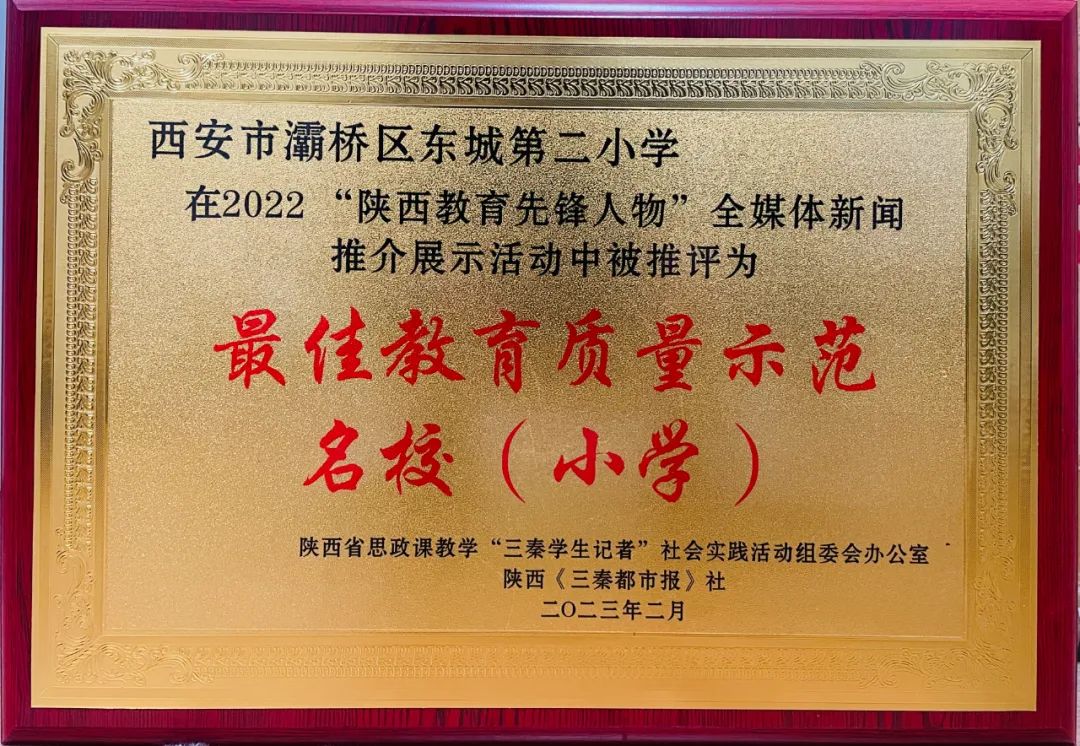 西安市灞桥区东城第二小学
在2022“陕西教育先锋人物”全媒体新闻
推介展示活动中被推评为
最佳教育质量示范
名校（小学）
陕西省思政课教学“三秦学生记者”社会实践活动组委会办公室
陕西《三秦都市报》社
二〇二三年二月